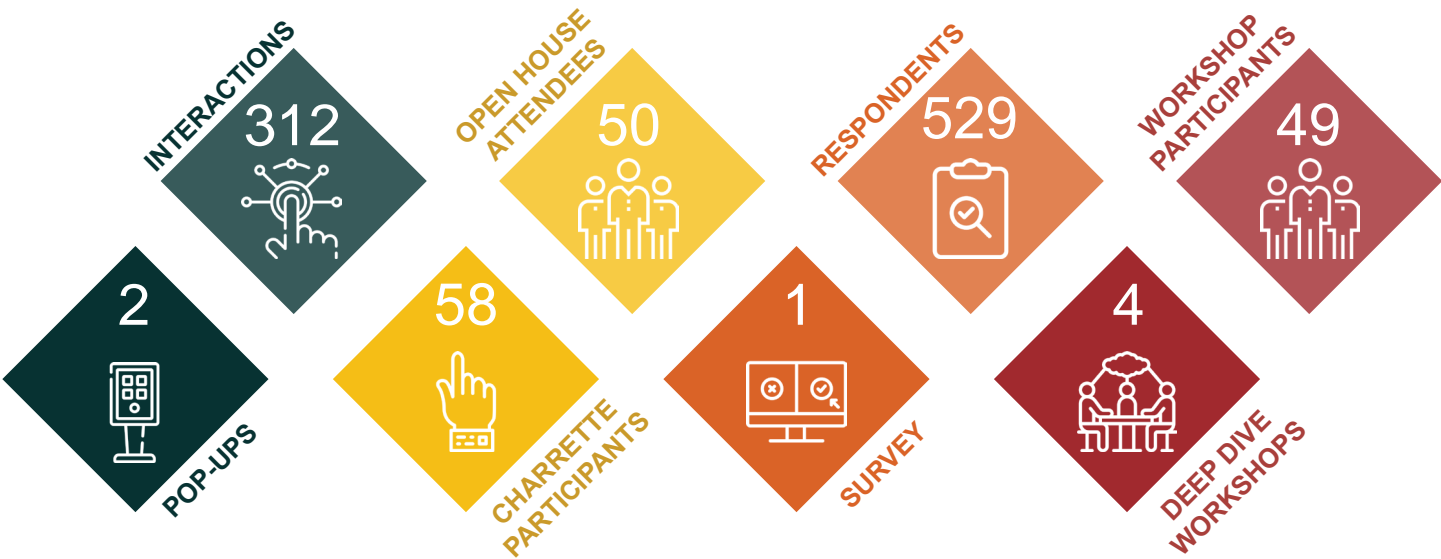 INTERACTIONS
312
OPEN HOUSE
ATTENDEES
50
RESPONDENTS
529
WORKSHOP
PARTICIPANTS
49
2
POP-UPS
58
CHARRETTE
PARTICIPANTS
1
SURVEY
4
DEEP DIVE
WORKSHOPS